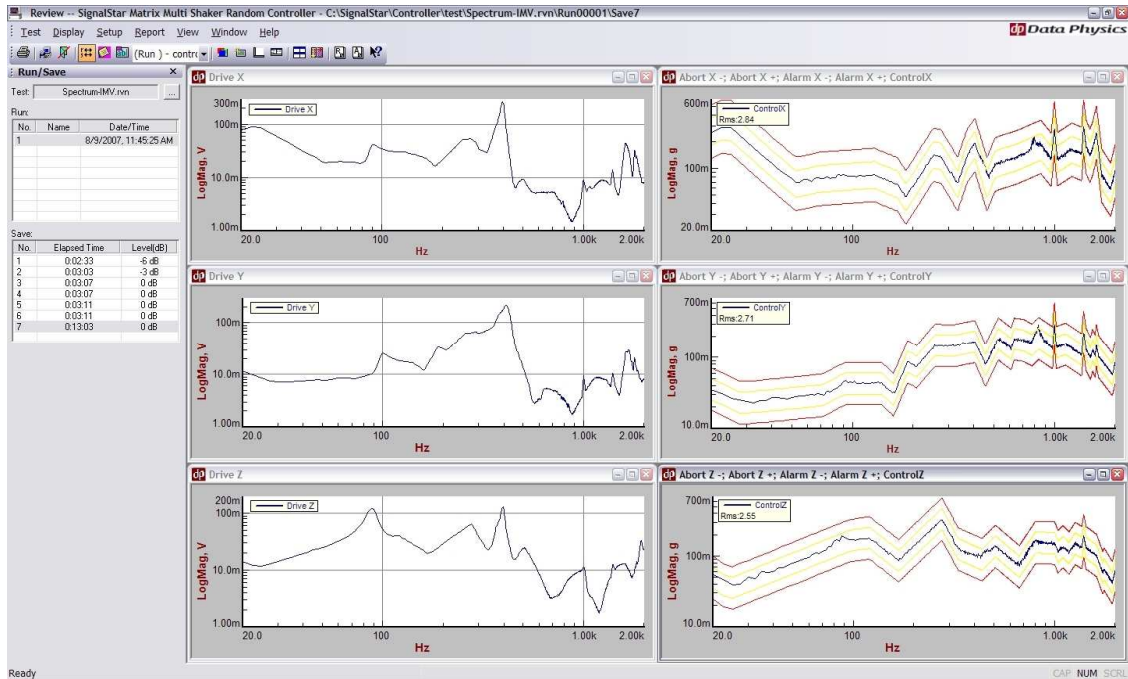 Review -- SignalStar Matrix Multi Shaker Random Controller - C:\SignalStar\Controller\test\Spectrum-IMV.rvn\Run00001\Save7
Test Display Setup Report View Window Help
dp Data Physics
(Run ) - contr
Run/Save
Test: Spectrum-IMV.rvn ...
Run:
No. Name Date/Time
1 8/9/2007, 11:45:25 AM
Save:
No. Elapsed Time Level(dB)
1 0:02:33 -6 dB
2 0:03:03 -3 dB
3 0:03:07 0 dB
4 0:03:07 0 dB
5 0:03:11 0 dB
6 0:03:11 0 dB
7 0:13:03 0 dB
dp Drive X
Drive X
LogMag, V
300m
100m
10.0m
1.00m
20.0 100 1.00k 2.00k
Hz
dp Abort X -; Abort X +; Alarm X -; Alarm X +; ControlX
ControlX
Rms:2.84
LogMag, g
600m
100m
20.0m
20.0 100 1.00k 2.00k
Hz
dp Drive Y
Drive Y
LogMag, V
100m
10.0m
1.00m
20.0 100 1.00k 2.00k
Hz
dp Abort Y -; Abort Y +; Alarm Y -; Alarm Y +; ControlY
ControlY
Rms:2.71
LogMag, g
700m
100m
10.0m
20.0 100 1.00k 2.00k
Hz
dp Drive Z
Drive Z
LogMag, V
200m
100m
10.0m
1.00m
20.0 100 1.00k 2.00k
Hz
dp Abort Z -; Abort Z +; Alarm Z -; Alarm Z +; ControlZ
ControlZ
Rms:2.55
LogMag, g
700m
100m
10.0m
20.0 100 1.00k 2.00k
Hz
Ready
CAP NUM SCRL